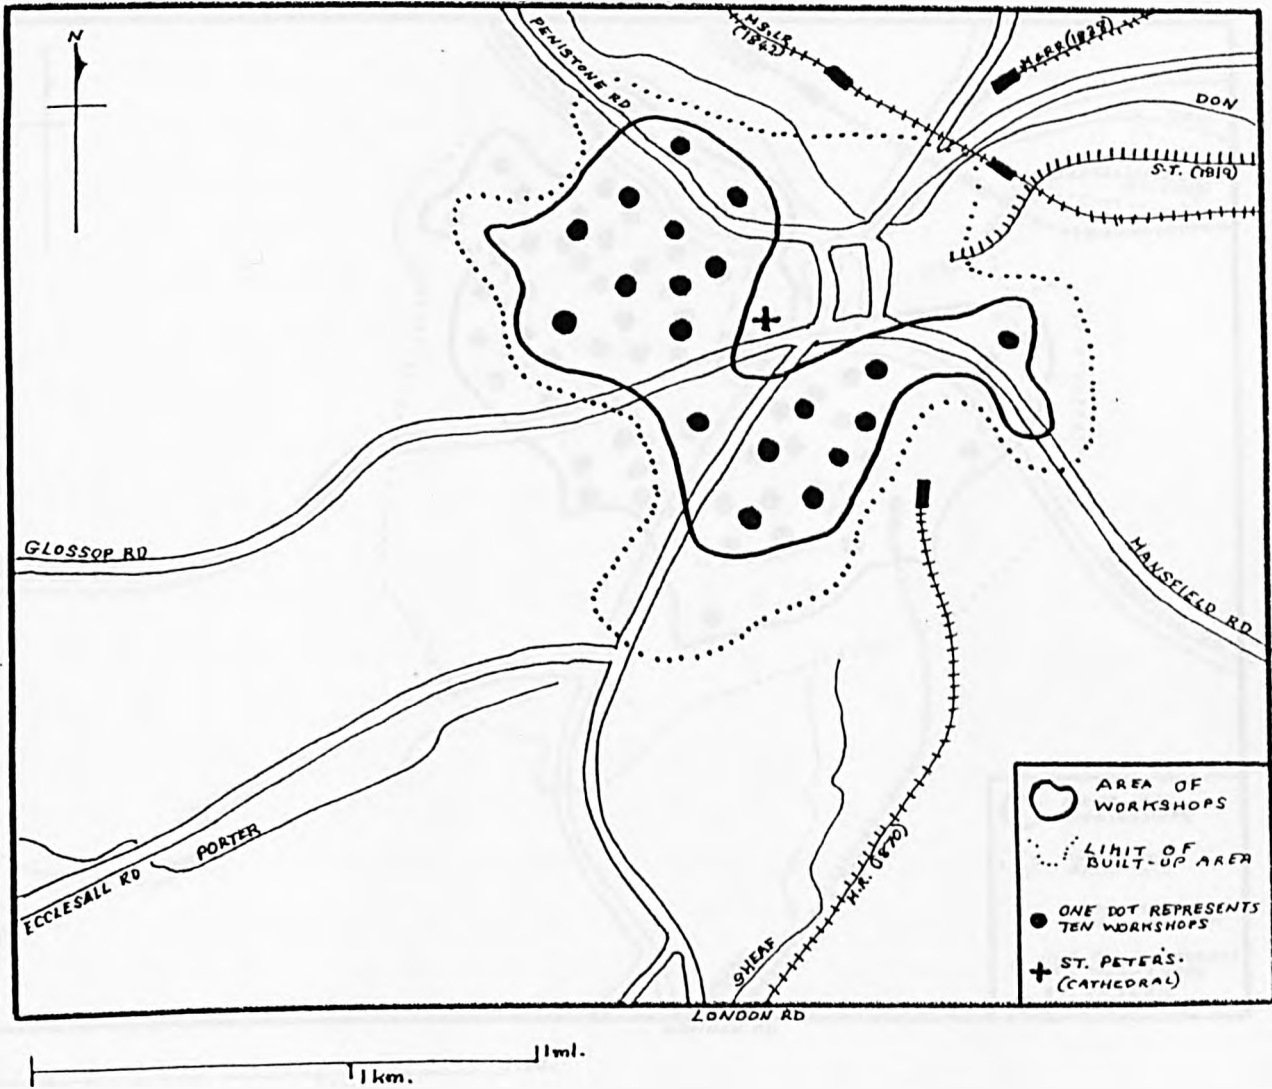 N
PENISTONE RD
M.S.L.R
(1842)
M&RR (1838)
DON
S.T. (1819)
GLOSSOP RD
MANSFIELD RD
ECCLESALL RD
PORTER
SHEAF
M.R. (1870)
LONDON RD
AREA OF
WORKSHOPS
LIMIT OF
BUILT-UP AREA
ONE DOT REPRESENTS
TEN WORKSHOPS
ST. PETER'S.
(CATHEDRAL)
1ml.
1km.